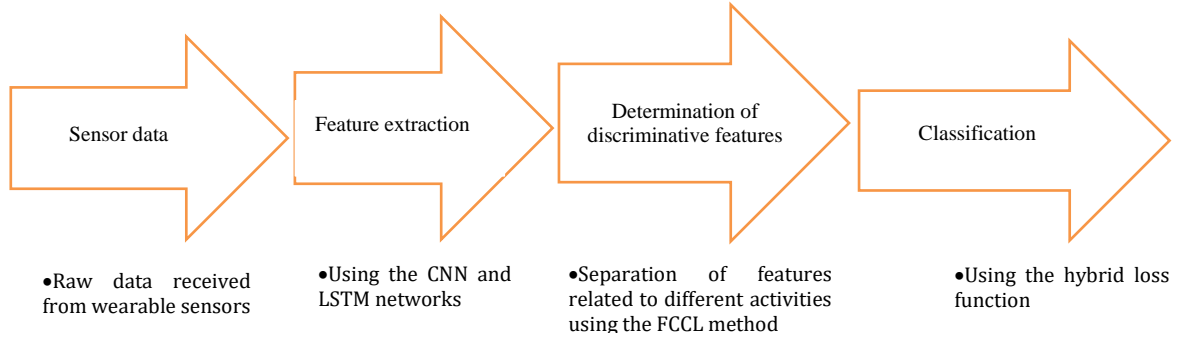 Sensor data
Feature extraction
Determination of
discriminative features
Classification
•Raw data received
from wearable sensors
•Using the CNN and
LSTM networks
•Separation of features
related to different activities
using the FCCL method
•Using the hybrid loss
function